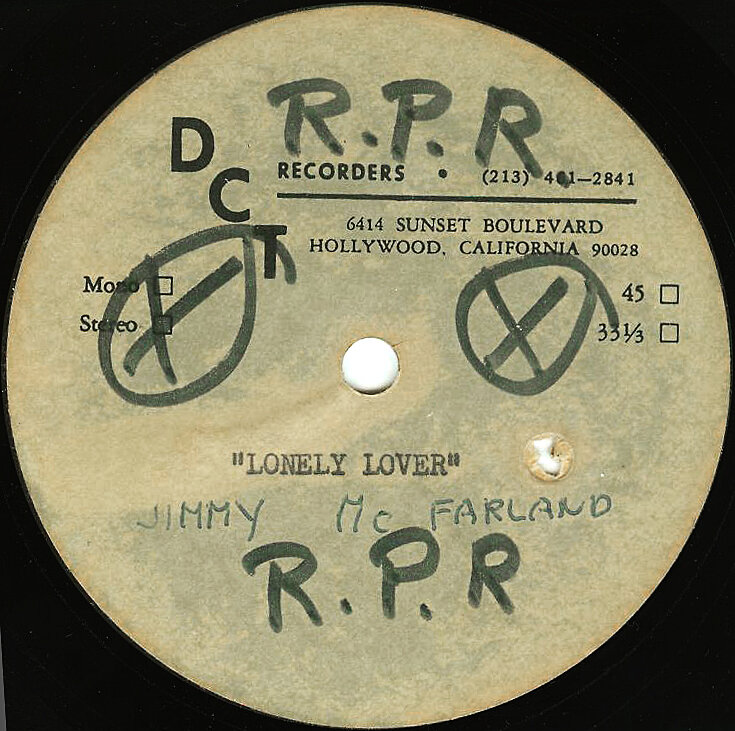 R.P.R
DCT
RECORDERS • (213) 461—2841
6414 SUNSET BOULEVARD
HOLLYWOOD, CALIFORNIA 90028
Mono □ 45 □
Stereo □ 33⅓ □
"LONELY LOVER"
JIMMY Mc FARLAND
R.P.R